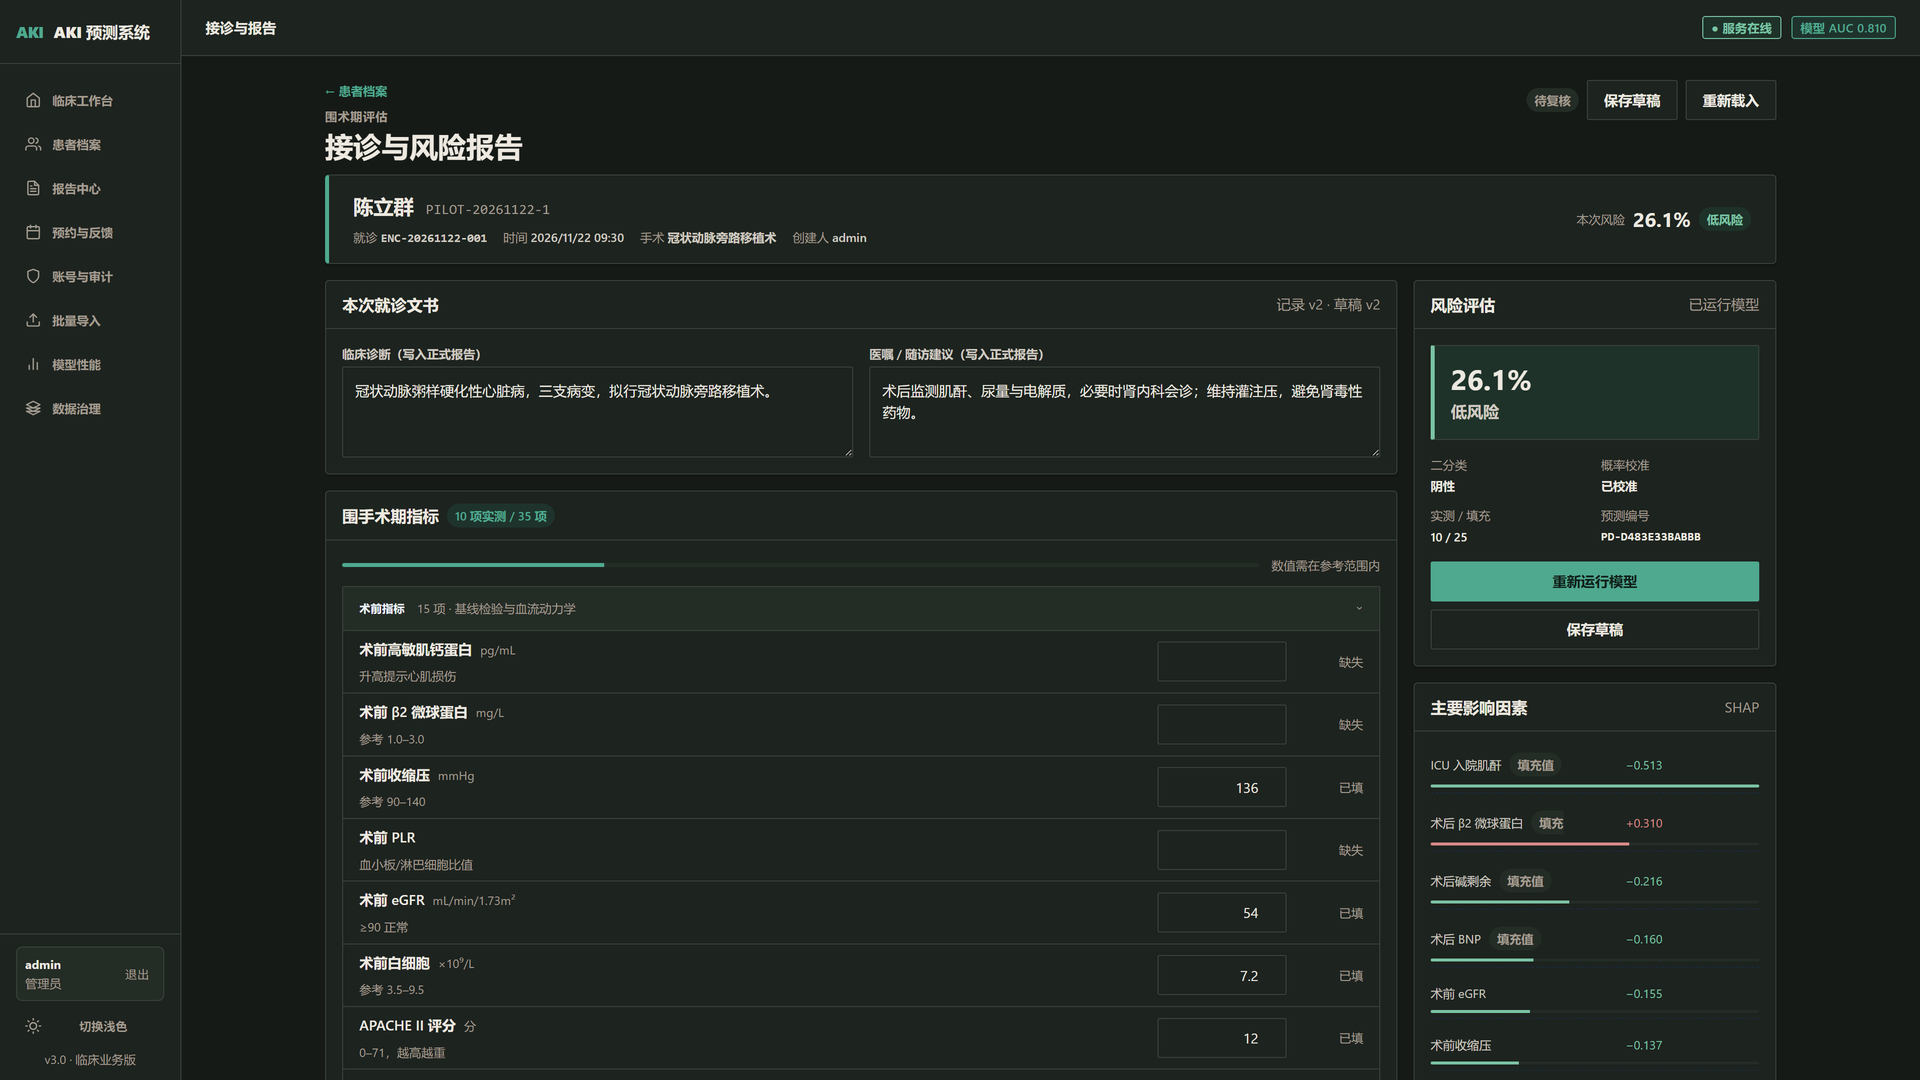 AKI AKI 预测系统
临床工作台
患者档案
报告中心
预约与反馈
账号与审计
批量导入
模型性能
数据治理
admin
管理员
退出
切换浅色
v3.0 · 临床业务版
接诊与报告
● 服务在线
模型 AUC 0.810
← 患者档案
围术期评估
接诊与风险报告
待复核
保存草稿
重新载入
陈立群 PILOT-20261122-1
就诊 ENC-20261122-001 时间 2026/11/22 09:30 手术 冠状动脉旁路移植术 创建人 admin
本次风险 26.1% 低风险
本次就诊文书
记录 v2 · 草稿 v2
临床诊断（写入正式报告）
冠状动脉粥样硬化性心脏病，三支病变，拟行冠状动脉旁路移植术。
医嘱 / 随访建议（写入正式报告）
术后监测肌酐、尿量与电解质，必要时肾内科会诊；维持灌注压，避免肾毒性
药物。
围手术期指标 10 项实测 / 35 项
数值需在参考范围内
术前指标 15 项 · 基线检验与血流动力学
术前高敏肌钙蛋白 pg/mL
升高提示心肌损伤
缺失
术前 β2 微球蛋白 mg/L
参考 1.0–3.0
缺失
术前收缩压 mmHg
参考 90–140
136
已填
术前 PLR
血小板/淋巴细胞比值
缺失
术前 eGFR mL/min/1.73m²
≥90 正常
54
已填
术前白细胞 ×10⁹/L
参考 3.5–9.5
7.2
已填
APACHE II 评分 分
0–71，越高越重
12
已填
风险评估
已运行模型
26.1%
低风险
二分类
阴性
概率校准
已校准
实测 / 填充
10 / 25
预测编号
PD-D483E33BABBB
重新运行模型
保存草稿
主要影响因素
SHAP
ICU 入院肌酐 填充值 −0.513
术后 β2 微球蛋白 填充 +0.310
术后碱剩余 填充值 −0.216
术后 BNP 填充值 −0.160
术前 eGFR −0.155
术前收缩压 −0.137